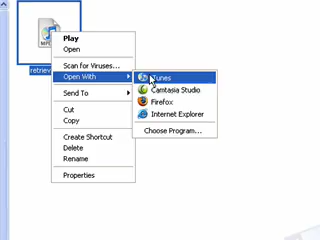 Play
Open
Scan for Viruses...
Open With
Send To
Cut
Copy
Create Shortcut
Delete
Rename
Properties
iTunes
Camtasia Studio
Firefox
Internet Explorer
Choose Program...